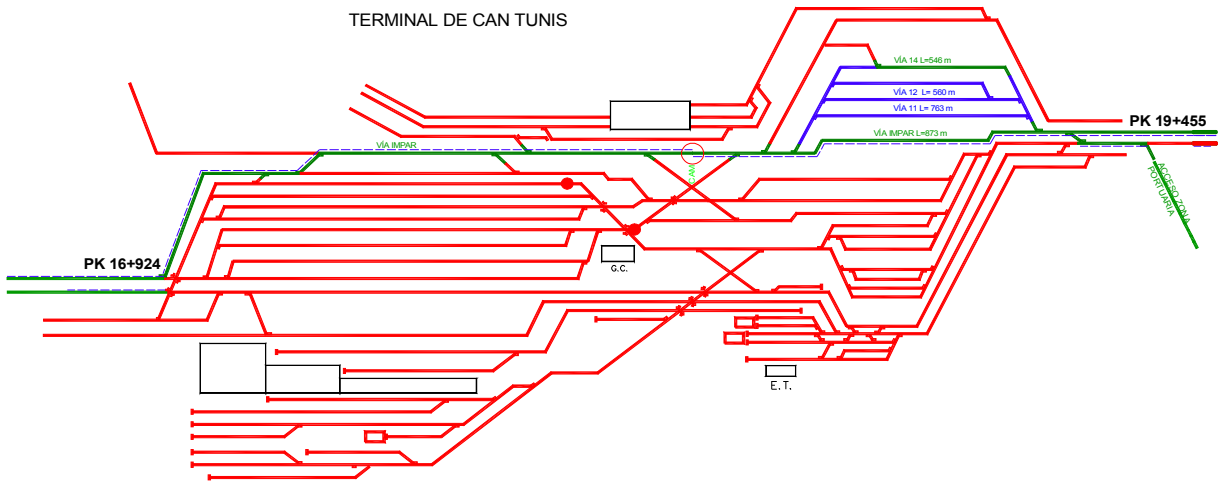 TERMINAL DE CAN TUNIS
VÍA 14 L=546 m
VÍA 12 L= 560 m
VÍA 11 L= 763 m
PK 19+455
VÍA IMPAR L=873 m
VÍA IMPAR
CAM
ACCESO ZONA
PORTUARIA
PK 16+924
G.C.
E.T.